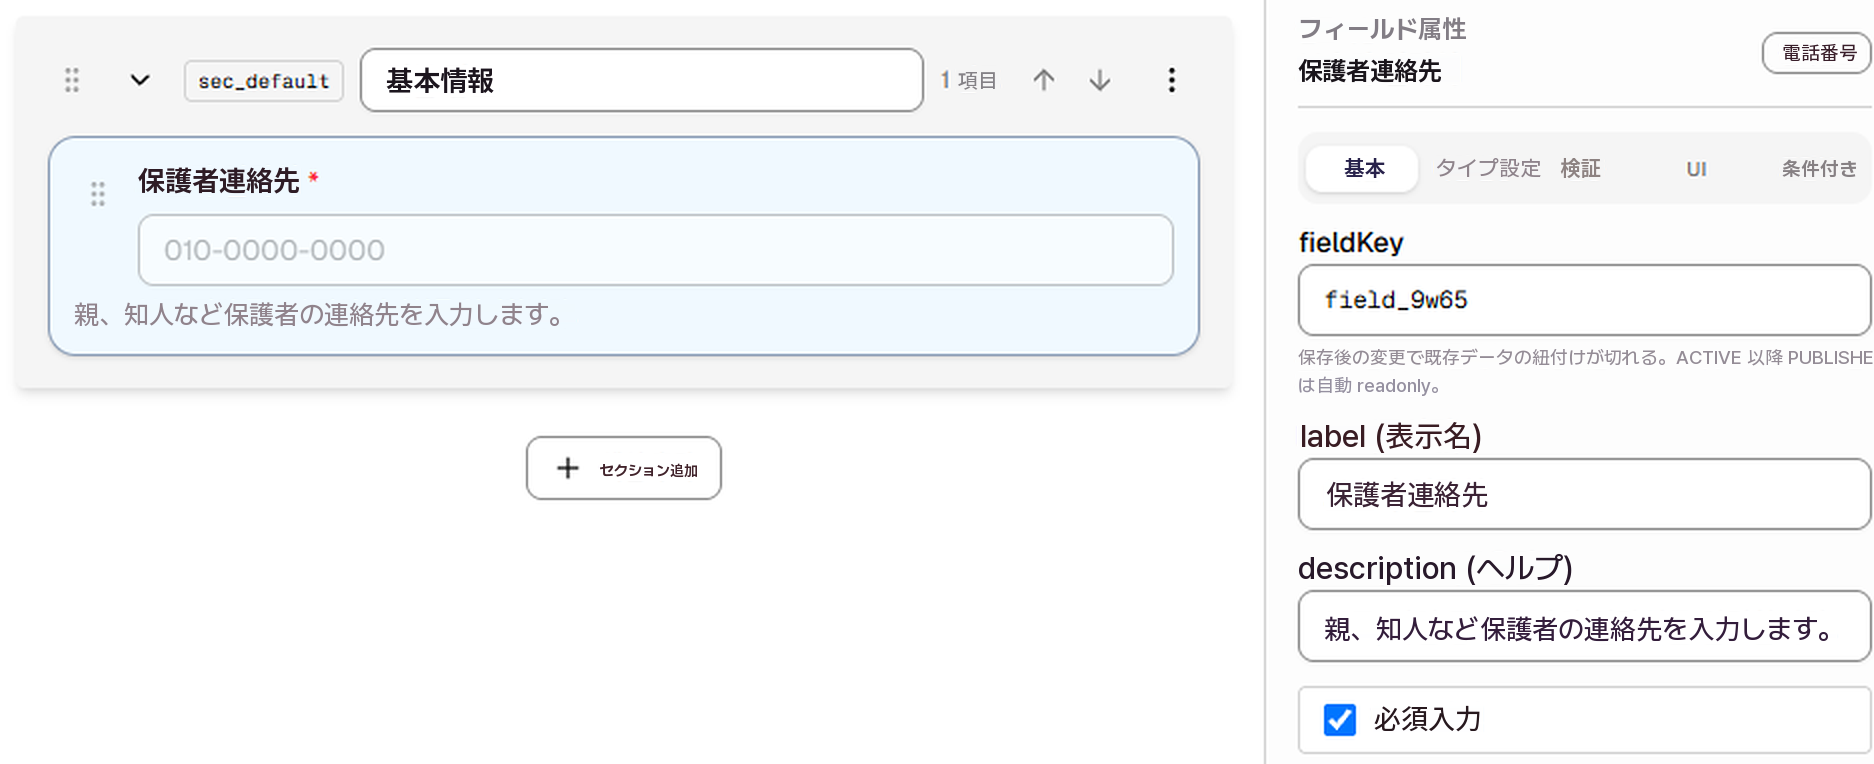 sec_default 基本情報 1 項目
保護者連絡先 *
010-0000-0000
親、知人など保護者の連絡先を入力します。
+ セクション追加
フィールド属性
保護者連絡先
電話番号
基本 タイプ設定 検証 UI 条件付き
fieldKey
field_9w65
保存後の変更で既存データの紐付けが切れる。ACTIVE 以降 PUBLISHE
は自動 readonly。
label (表示名)
保護者連絡先
description (ヘルプ)
親、知人など保護者の連絡先を入力します。
必須入力